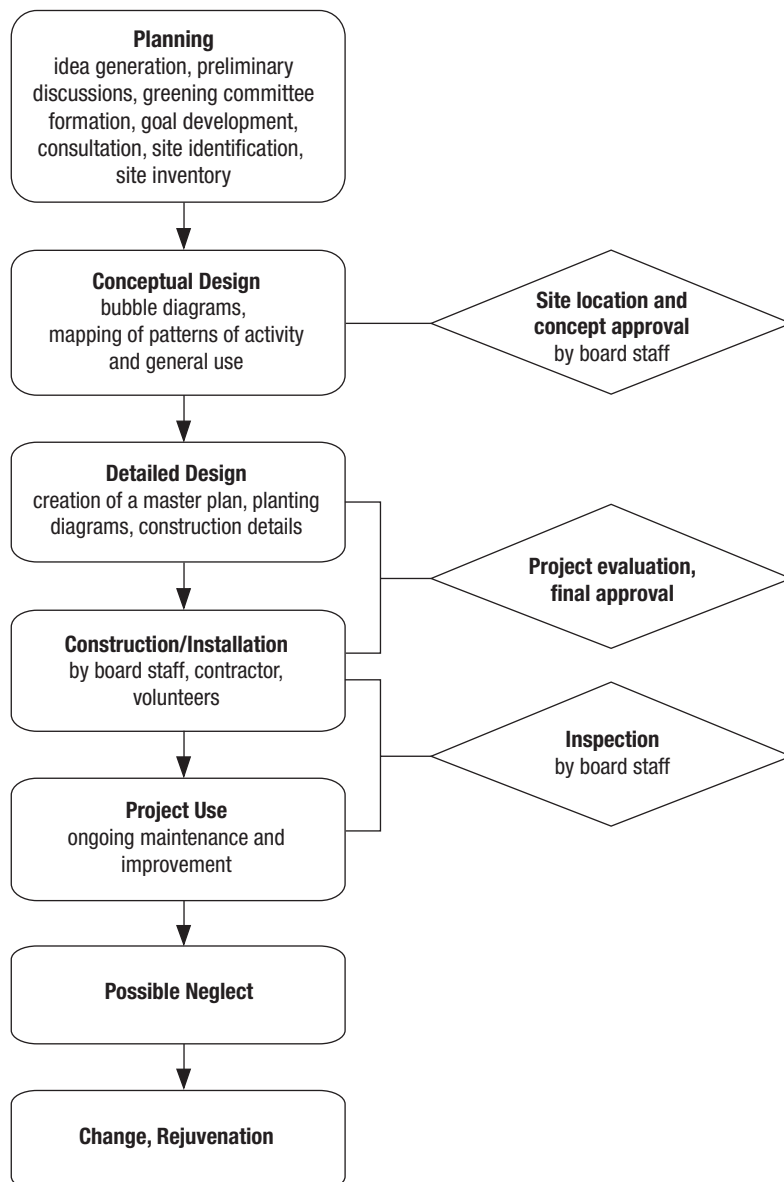 Planning
idea generation, preliminary
discussions, greening committee
formation, goal development,
consultation, site identification,
site inventory
Conceptual Design
bubble diagrams,
mapping of patterns of activity
and general use
Site location and
concept approval
by board staff
Detailed Design
creation of a master plan, planting
diagrams, construction details
Project evaluation,
final approval
Construction/Installation
by board staff, contractor,
volunteers
Inspection
by board staff
Project Use
ongoing maintenance and
improvement
Possible Neglect
Change, Rejuvenation